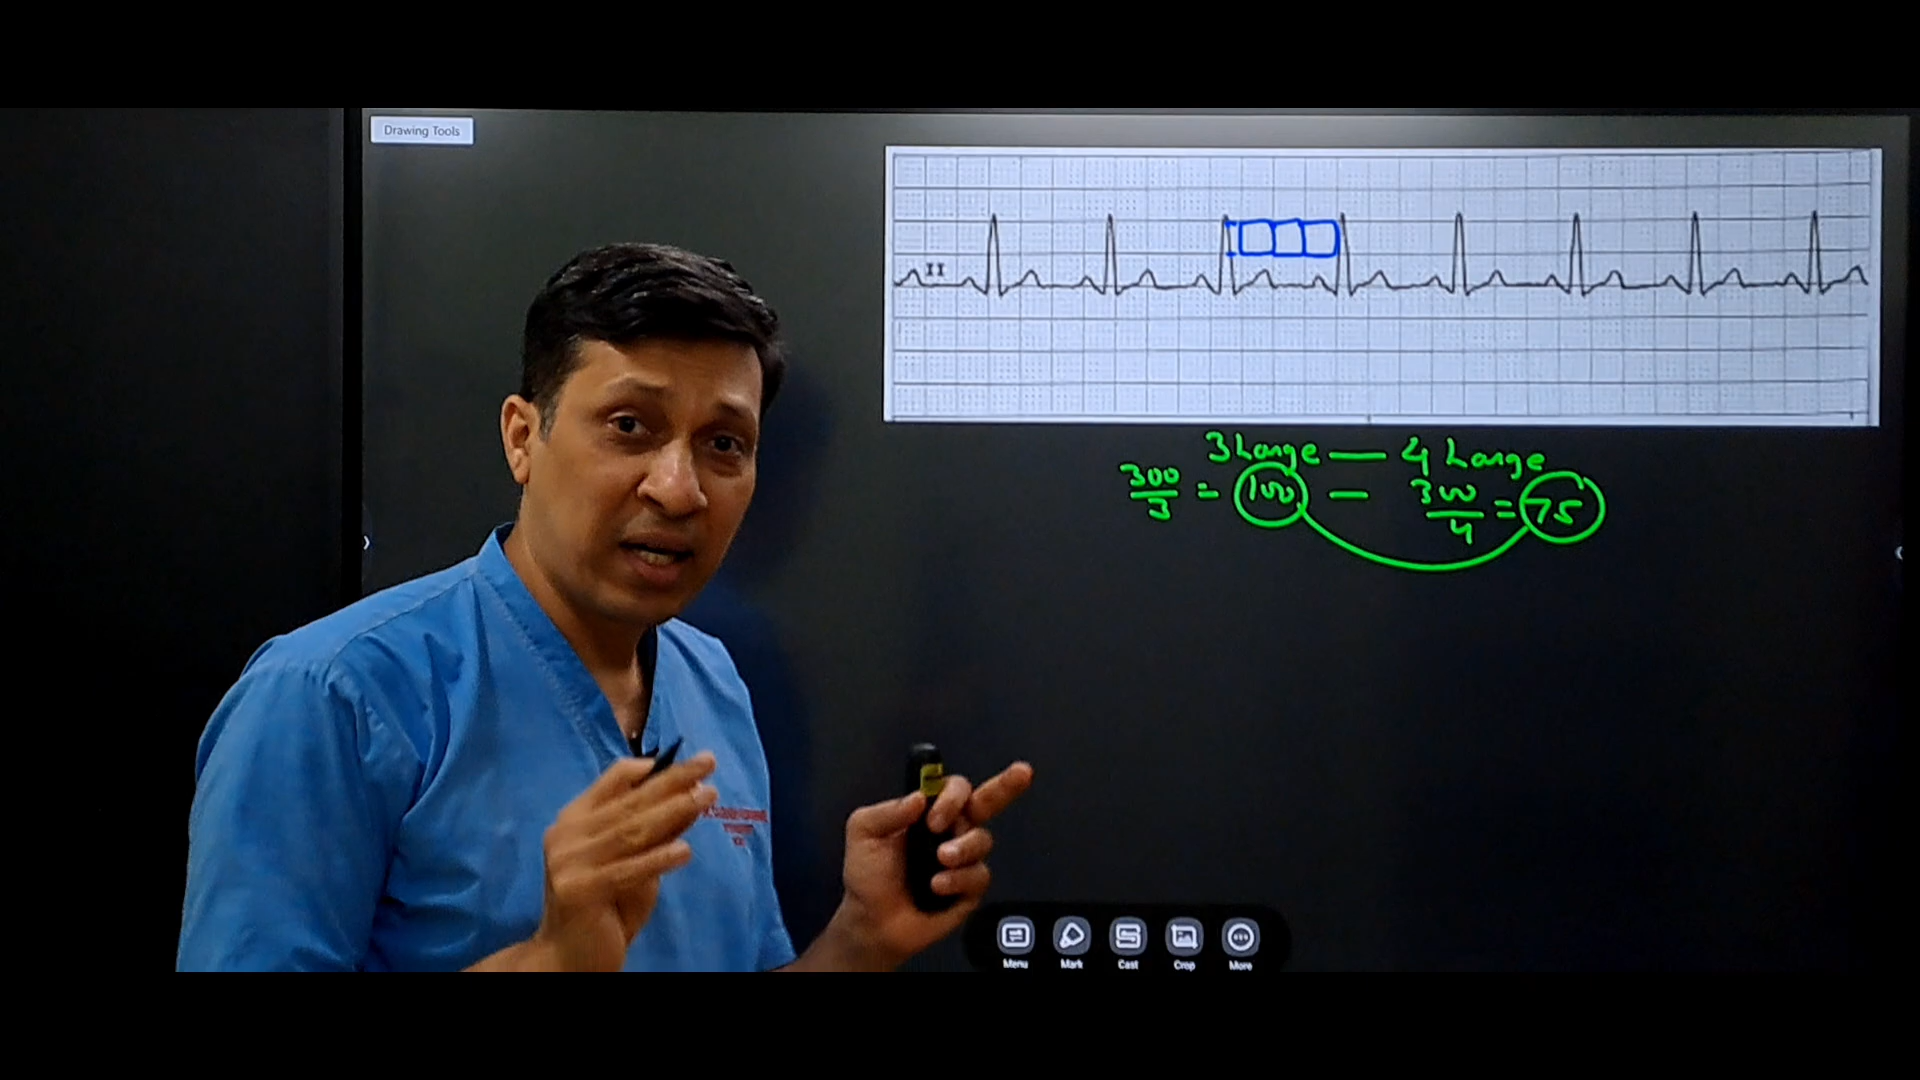 Drawing Tools
II
3 Large — 4 Large
300/3 = 100 — 300/4 = 75
Menu Mark Cast Crop More